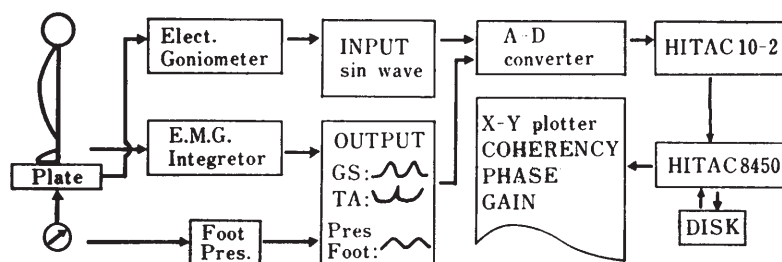 Elect.
Goniometer
INPUT
sin wave
A-D
converter
HITAC 10-2
E.M.G.
Integretor
OUTPUT
GS:
TA:
Pres
Foot:
X-Y plotter
COHERENCY
PHASE
GAIN
HITAC 8450
DISK
Plate
Foot
Pres.